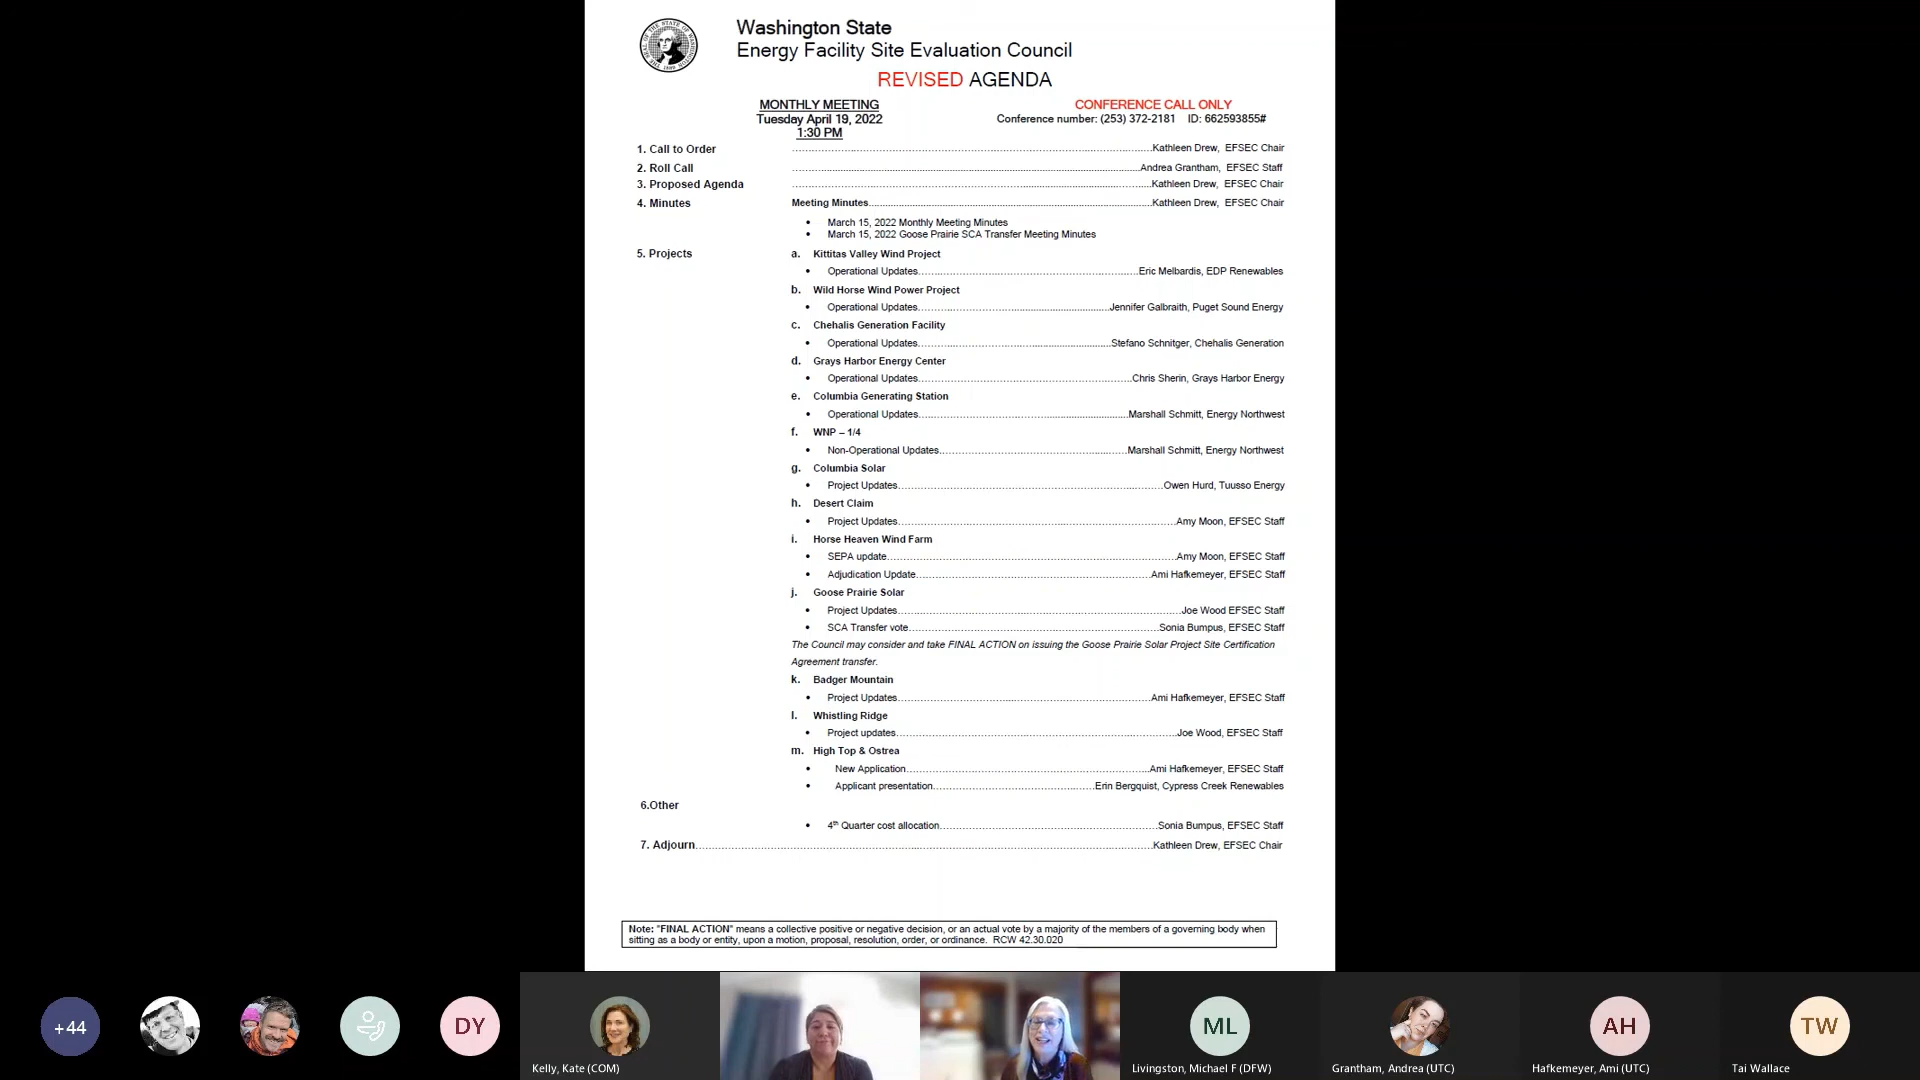 Washington State
Energy Facility Site Evaluation Council
REVISED AGENDA
MONTHLY MEETING
Tuesday April 19, 2022
1:30 PM
CONFERENCE CALL ONLY
Conference number: (253) 372-2181 ID: 662593855#
1. Call to Order ........Kathleen Drew, EFSEC Chair
2. Roll Call ........Andrea Grantham, EFSEC Staff
3. Proposed Agenda ........Kathleen Drew, EFSEC Chair
4. Minutes Meeting Minutes........Kathleen Drew, EFSEC Chair
• March 15, 2022 Monthly Meeting Minutes
• March 15, 2022 Goose Prairie SCA Transfer Meeting Minutes
5. Projects a. Kittitas Valley Wind Project
• Operational Updates........Eric Melbardis, EDP Renewables
b. Wild Horse Wind Power Project
• Operational Updates........Jennifer Galbraith, Puget Sound Energy
c. Chehalis Generation Facility
• Operational Updates........Stefano Schnitger, Chehalis Generation
d. Grays Harbor Energy Center
• Operational Updates........Chris Sherin, Grays Harbor Energy
e. Columbia Generating Station
• Operational Updates........Marshall Schmitt, Energy Northwest
f. WNP – 1/4
• Non-Operational Updates........Marshall Schmitt, Energy Northwest
g. Columbia Solar
• Project Updates........Owen Hurd, Tuusso Energy
h. Desert Claim
• Project Updates........Amy Moon, EFSEC Staff
i. Horse Heaven Wind Farm
• SEPA update........Amy Moon, EFSEC Staff
• Adjudication Update........Ami Hafkemeyer, EFSEC Staff
j. Goose Prairie Solar
• Project Updates........Joe Wood EFSEC Staff
• SCA Transfer vote........Sonia Bumpus, EFSEC Staff
The Council may consider and take FINAL ACTION on issuing the Goose Prairie Solar Project Site Certification
Agreement transfer.
k. Badger Mountain
• Project Updates........Ami Hafkemeyer, EFSEC Staff
l. Whistling Ridge
• Project updates........Joe Wood, EFSEC Staff
m. High Top & Ostrea
• New Application........Ami Hafkemeyer, EFSEC Staff
• Applicant presentation........Erin Bergquist, Cypress Creek Renewables
6.Other
• 4th Quarter cost allocation........Sonia Bumpus, EFSEC Staff
7. Adjourn........Kathleen Drew, EFSEC Chair
Note: "FINAL ACTION" means a collective positive or negative decision, or an actual vote by a majority of the members of a governing body when
sitting as a body or entity, upon a motion, proposal, resolution, order, or ordinance. RCW 42.30.020
+44
DY
ML
AH
TW
Kelly, Kate (COM)
Livingston, Michael F (DFW)
Grantham, Andrea (UTC)
Hafkemeyer, Ami (UTC)
Tai Wallace